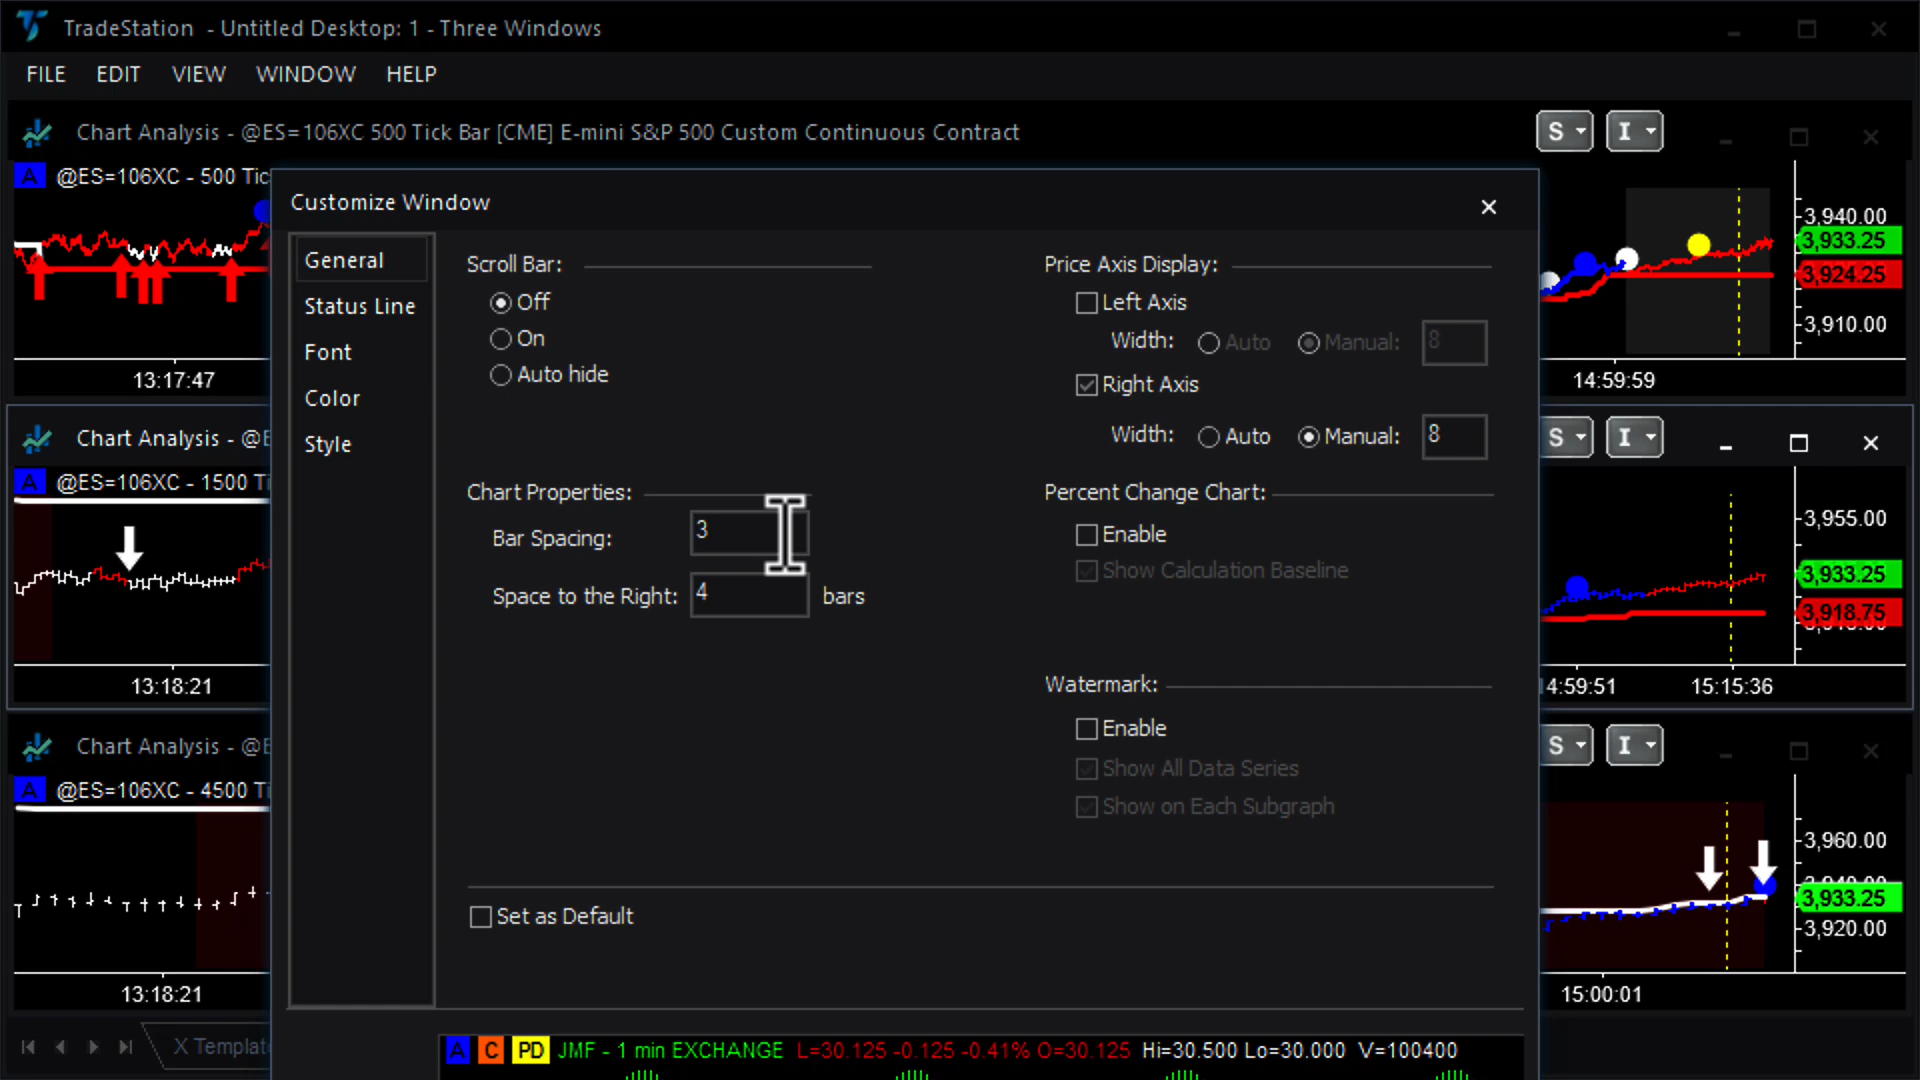 TradeStation - Untitled Desktop: 1 - Three Windows
FILE EDIT VIEW WINDOW HELP
Chart Analysis - @ES=106XC 500 Tick Bar [CME] E-mini S&P 500 Custom Continuous Contract
S I
A @ES=106XC - 500 Tic
3,940.00
3,933.25
3,924.25
3,910.00
13:17:47
14:59:59
Customize Window
General
Status Line
Font
Color
Style
Scroll Bar:
Off
On
Auto hide
Chart Properties:
Bar Spacing: 3
Space to the Right: 4 bars
Price Axis Display:
Left Axis
Width: Auto Manual: 8
Right Axis
Width: Auto Manual: 8
Percent Change Chart:
Enable
Show Calculation Baseline
Watermark:
Enable
Show All Data Series
Show on Each Subgraph
Set as Default
Chart Analysis - @E
S I
A @ES=106XC - 1500 Ti
3,955.00
3,933.25
3,918.75
13:18:21
14:59:51 15:15:36
Chart Analysis - @E
S I
A @ES=106XC - 4500 Ti
3,960.00
3,933.25
3,920.00
13:18:21
15:00:01
X Templat
A C PD JMF - 1 min EXCHANGE L=30.125 -0.125 -0.41% O=30.125 Hi=30.500 Lo=30.000 V=100400